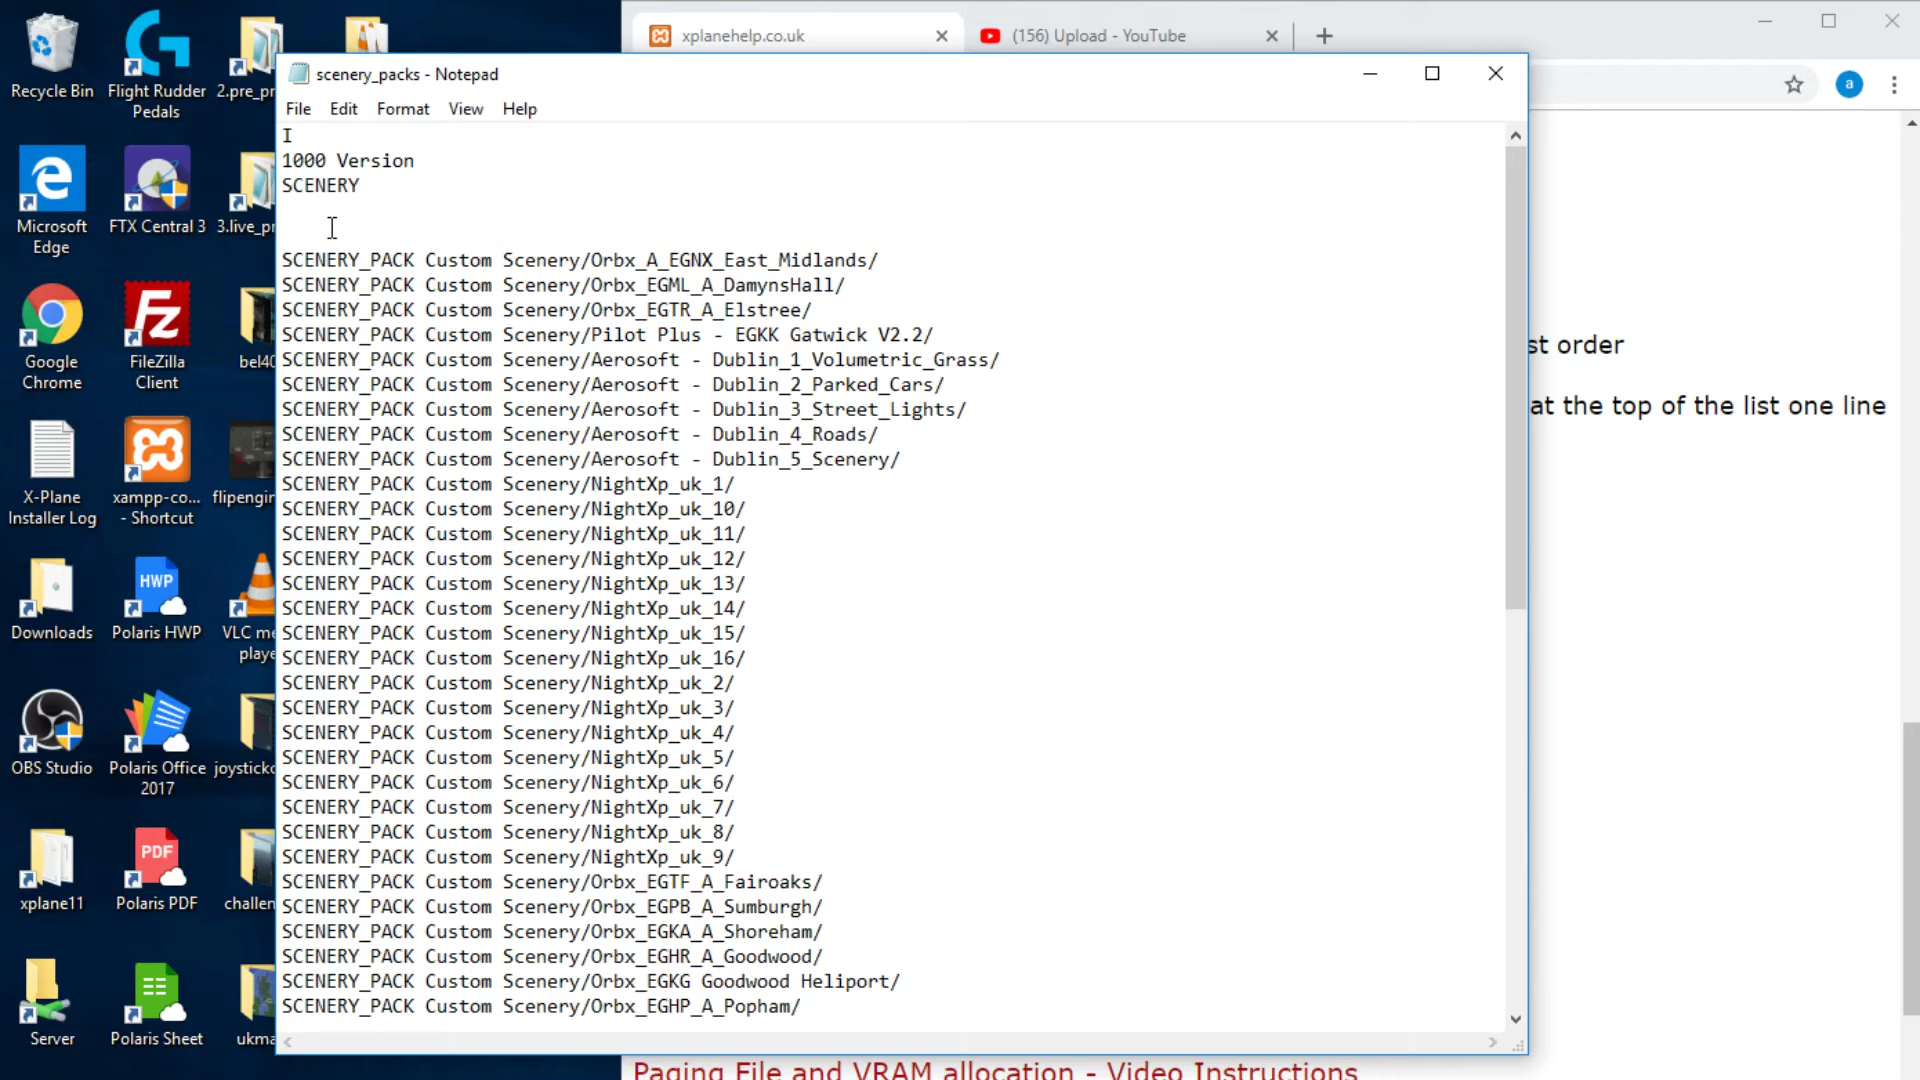 xplanehelp.co.uk
(156) Upload - YouTube
a
scenery_packs - Notepad
File Edit Format View Help
I
1000 Version
SCENERY
SCENERY_PACK Custom Scenery/Orbx_A_EGNX_East_Midlands/
SCENERY_PACK Custom Scenery/Orbx_EGML_A_DamynsHall/
SCENERY_PACK Custom Scenery/Orbx_EGTR_A_Elstree/
SCENERY_PACK Custom Scenery/Pilot Plus - EGKK Gatwick V2.2/
SCENERY_PACK Custom Scenery/Aerosoft - Dublin_1_Volumetric_Grass/
SCENERY_PACK Custom Scenery/Aerosoft - Dublin_2_Parked_Cars/
SCENERY_PACK Custom Scenery/Aerosoft - Dublin_3_Street_Lights/
SCENERY_PACK Custom Scenery/Aerosoft - Dublin_4_Roads/
SCENERY_PACK Custom Scenery/Aerosoft - Dublin_5_Scenery/
SCENERY_PACK Custom Scenery/NightXp_uk_1/
SCENERY_PACK Custom Scenery/NightXp_uk_10/
SCENERY_PACK Custom Scenery/NightXp_uk_11/
SCENERY_PACK Custom Scenery/NightXp_uk_12/
SCENERY_PACK Custom Scenery/NightXp_uk_13/
SCENERY_PACK Custom Scenery/NightXp_uk_14/
SCENERY_PACK Custom Scenery/NightXp_uk_15/
SCENERY_PACK Custom Scenery/NightXp_uk_16/
SCENERY_PACK Custom Scenery/NightXp_uk_2/
SCENERY_PACK Custom Scenery/NightXp_uk_3/
SCENERY_PACK Custom Scenery/NightXp_uk_4/
SCENERY_PACK Custom Scenery/NightXp_uk_5/
SCENERY_PACK Custom Scenery/NightXp_uk_6/
SCENERY_PACK Custom Scenery/NightXp_uk_7/
SCENERY_PACK Custom Scenery/NightXp_uk_8/
SCENERY_PACK Custom Scenery/NightXp_uk_9/
SCENERY_PACK Custom Scenery/Orbx_EGTF_A_Fairoaks/
SCENERY_PACK Custom Scenery/Orbx_EGPB_A_Sumburgh/
SCENERY_PACK Custom Scenery/Orbx_EGKA_A_Shoreham/
SCENERY_PACK Custom Scenery/Orbx_EGHR_A_Goodwood/
SCENERY_PACK Custom Scenery/Orbx_EGKG Goodwood Heliport/
SCENERY_PACK Custom Scenery/Orbx_EGHP_A_Popham/
st order
at the top of the list one line
Paging File and VRAM allocation - Video Instructions
Recycle Bin
Flight Rudder
Pedals
2.pre_pr
Microsoft
Edge
FTX Central 3
3.live_pr
Google
Chrome
FileZilla
Client
bel40
X-Plane
Installer Log
xampp-co...
- Shortcut
flipengin
Downloads
HWP
Polaris HWP
VLC me
playe
OBS Studio
Polaris Office
2017
joystickc
xplane11
PDF
Polaris PDF
challen
Server
Polaris Sheet
ukma